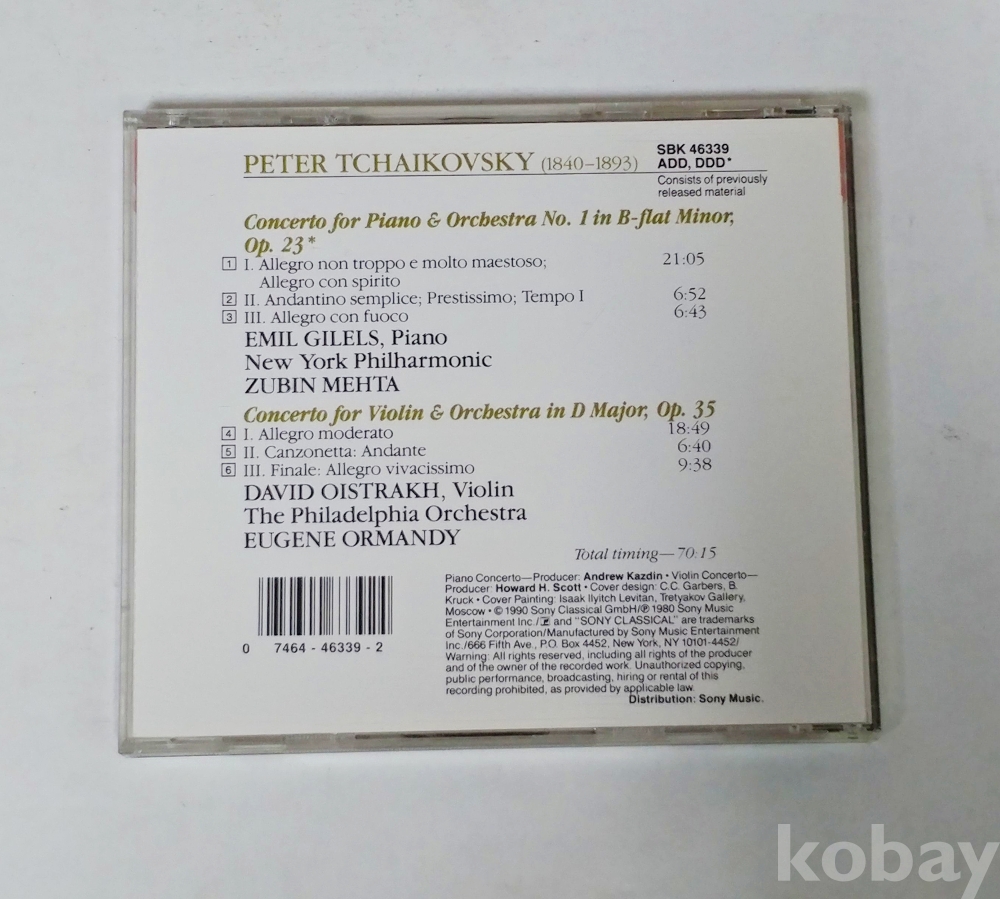 PETER TCHAIKOVSKY (1840–1893)
SBK 46339
ADD, DDD*
Consists of previously
released material
Concerto for Piano & Orchestra No. 1 in B-flat Minor,
Op. 23*
1 I. Allegro non troppo e molto maestoso; 21:05
Allegro con spirito
2 II. Andantino semplice; Prestissimo; Tempo I 6:52
3 III. Allegro con fuoco 6:43
EMIL GILELS, Piano
New York Philharmonic
ZUBIN MEHTA
Concerto for Violin & Orchestra in D Major, Op. 35
4 I. Allegro moderato 18:49
5 II. Canzonetta: Andante 6:40
6 III. Finale: Allegro vivacissimo 9:38
DAVID OISTRAKH, Violin
The Philadelphia Orchestra
EUGENE ORMANDY
Total timing—70:15
Piano Concerto—Producer: Andrew Kazdin • Violin Concerto—
Producer: Howard H. Scott • Cover design: C.C. Garbers, B.
Kruck • Cover Painting: Isaak Ilyitch Levitan, Tretyakov Gallery,
Moscow • © 1990 Sony Classical GmbH/℗ 1980 Sony Music
Entertainment Inc./ and "SONY CLASSICAL" are trademarks
of Sony Corporation/Manufactured by Sony Music Entertainment
Inc./666 Fifth Ave., P.O. Box 4452, New York, NY 10101-4452/
Warning: All rights reserved, including all rights of the producer
and of the owner of the recorded work. Unauthorized copying,
public performance, broadcasting, hiring or rental of this
recording prohibited, as provided by applicable law.
Distribution: Sony Music.
0 7464 - 46339 - 2
kobay